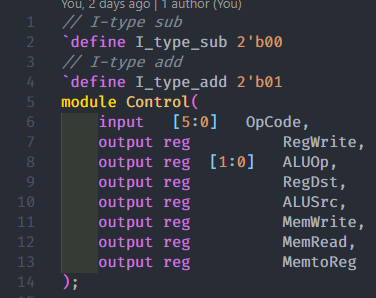 You, 2 days ago | 1 author (You)
1 // I-type sub
2 `define I_type_sub 2'b00
3 // I-type add
4 `define I_type_add 2'b01
5 module Control(
6 input [5:0] OpCode,
7 output reg RegWrite,
8 output reg [1:0] ALUOp,
9 output reg RegDst,
10 output reg ALUSrc,
11 output reg MemWrite,
12 output reg MemRead,
13 output reg MemtoReg
14 );